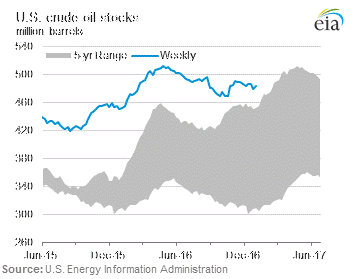 U.S. crude oil stocks
million barrels
eia
5-yr Range Weekly
540
500
460
420
380
340
300
260
Jun-15 Dec-15 Jun-16 Dec-16 Jun-17
Source: U.S. Energy Information Administration